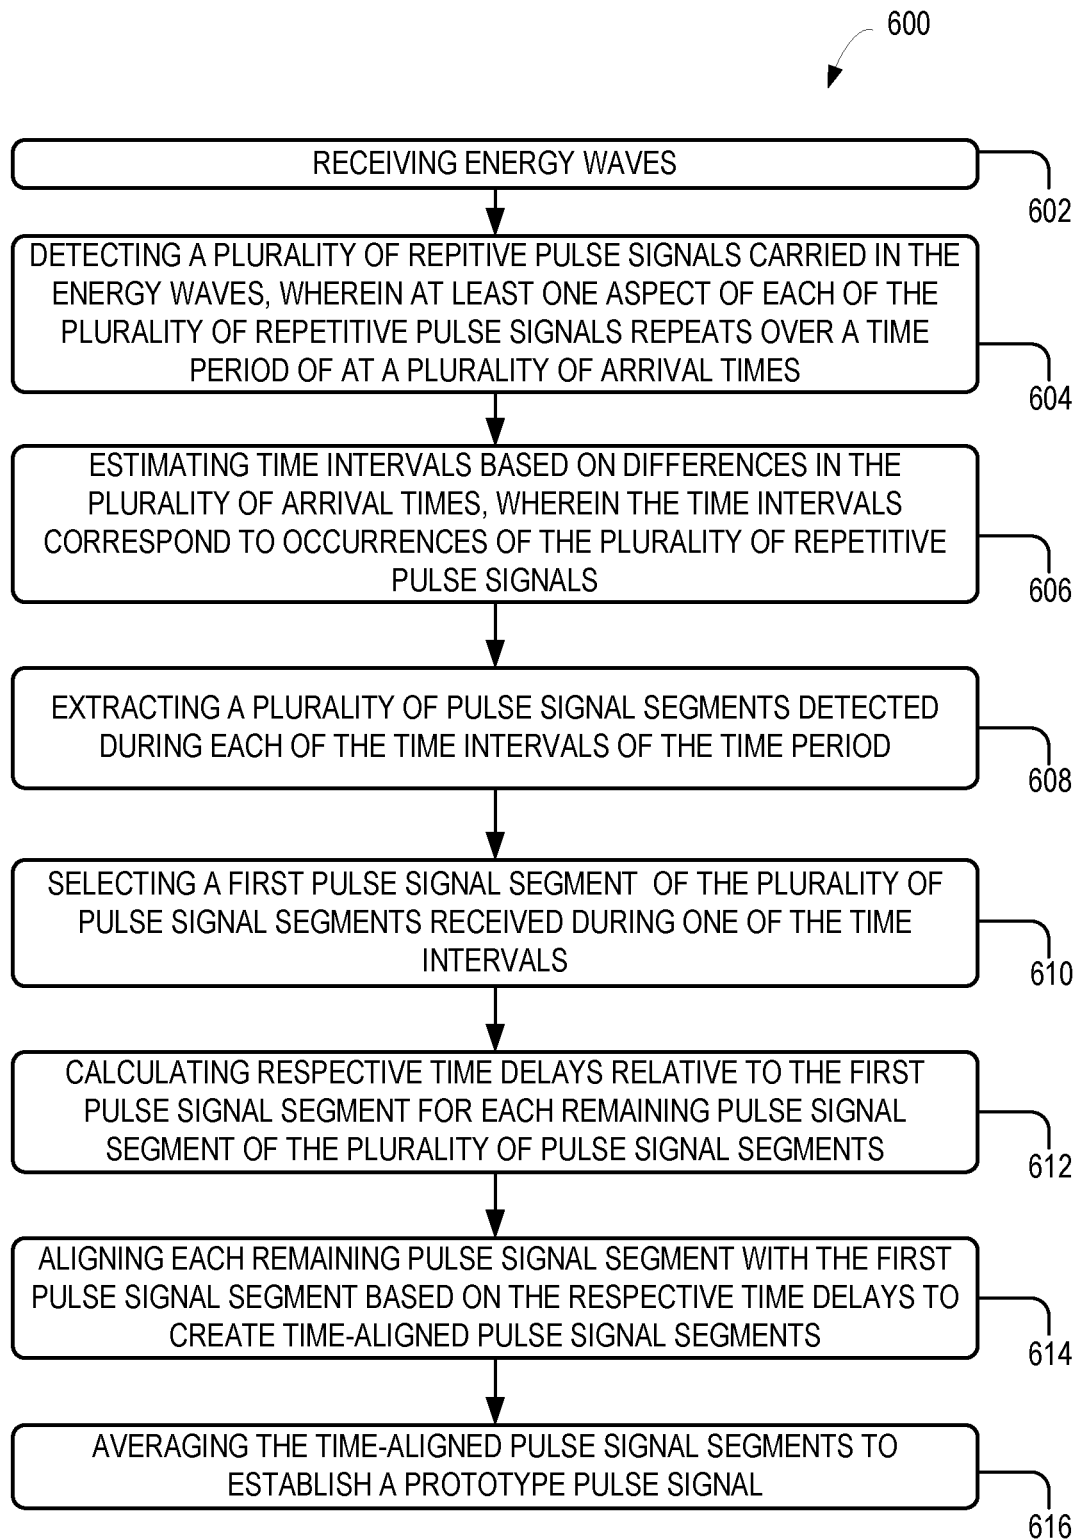 600
RECEIVING ENERGY WAVES
602
DETECTING A PLURALITY OF REPITIVE PULSE SIGNALS CARRIED IN THE
ENERGY WAVES, WHEREIN AT LEAST ONE ASPECT OF EACH OF THE
PLURALITY OF REPETITIVE PULSE SIGNALS REPEATS OVER A TIME
PERIOD OF AT A PLURALITY OF ARRIVAL TIMES
604
ESTIMATING TIME INTERVALS BASED ON DIFFERENCES IN THE
PLURALITY OF ARRIVAL TIMES, WHEREIN THE TIME INTERVALS
CORRESPOND TO OCCURRENCES OF THE PLURALITY OF REPETITIVE
PULSE SIGNALS
606
EXTRACTING A PLURALITY OF PULSE SIGNAL SEGMENTS DETECTED
DURING EACH OF THE TIME INTERVALS OF THE TIME PERIOD
608
SELECTING A FIRST PULSE SIGNAL SEGMENT OF THE PLURALITY OF
PULSE SIGNAL SEGMENTS RECEIVED DURING ONE OF THE TIME
INTERVALS
610
CALCULATING RESPECTIVE TIME DELAYS RELATIVE TO THE FIRST
PULSE SIGNAL SEGMENT FOR EACH REMAINING PULSE SIGNAL
SEGMENT OF THE PLURALITY OF PULSE SIGNAL SEGMENTS
612
ALIGNING EACH REMAINING PULSE SIGNAL SEGMENT WITH THE FIRST
PULSE SIGNAL SEGMENT BASED ON THE RESPECTIVE TIME DELAYS TO
CREATE TIME-ALIGNED PULSE SIGNAL SEGMENTS
614
AVERAGING THE TIME-ALIGNED PULSE SIGNAL SEGMENTS TO
ESTABLISH A PROTOTYPE PULSE SIGNAL
616